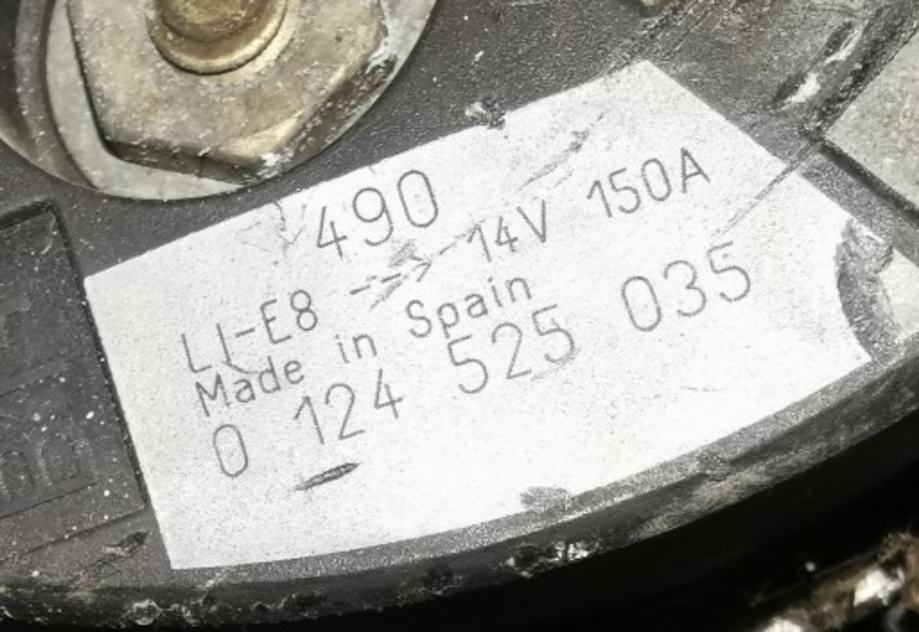 490
LI-E8 --> 14V 150A
Made in Spain
0 124 525 035